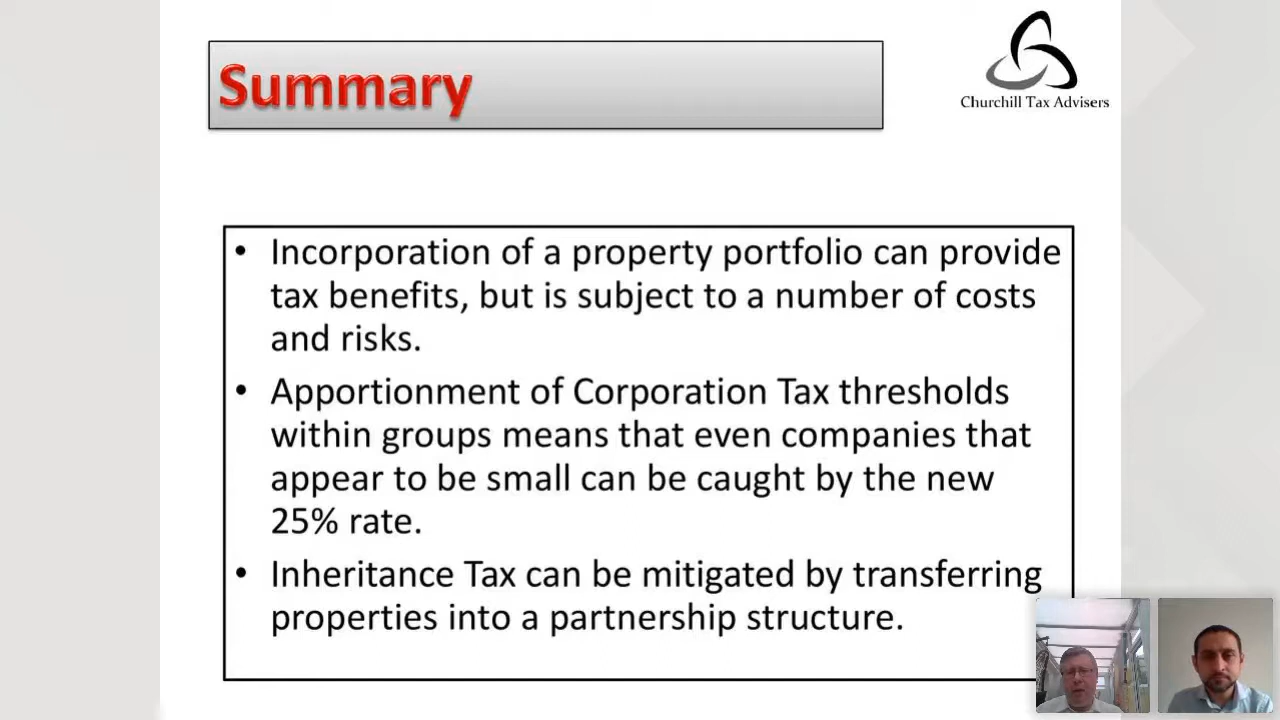 Summary
Churchill Tax Advisers
• Incorporation of a property portfolio can provide
tax benefits, but is subject to a number of costs
and risks.
• Apportionment of Corporation Tax thresholds
within groups means that even companies that
appear to be small can be caught by the new
25% rate.
• Inheritance Tax can be mitigated by transferring
properties into a partnership structure.